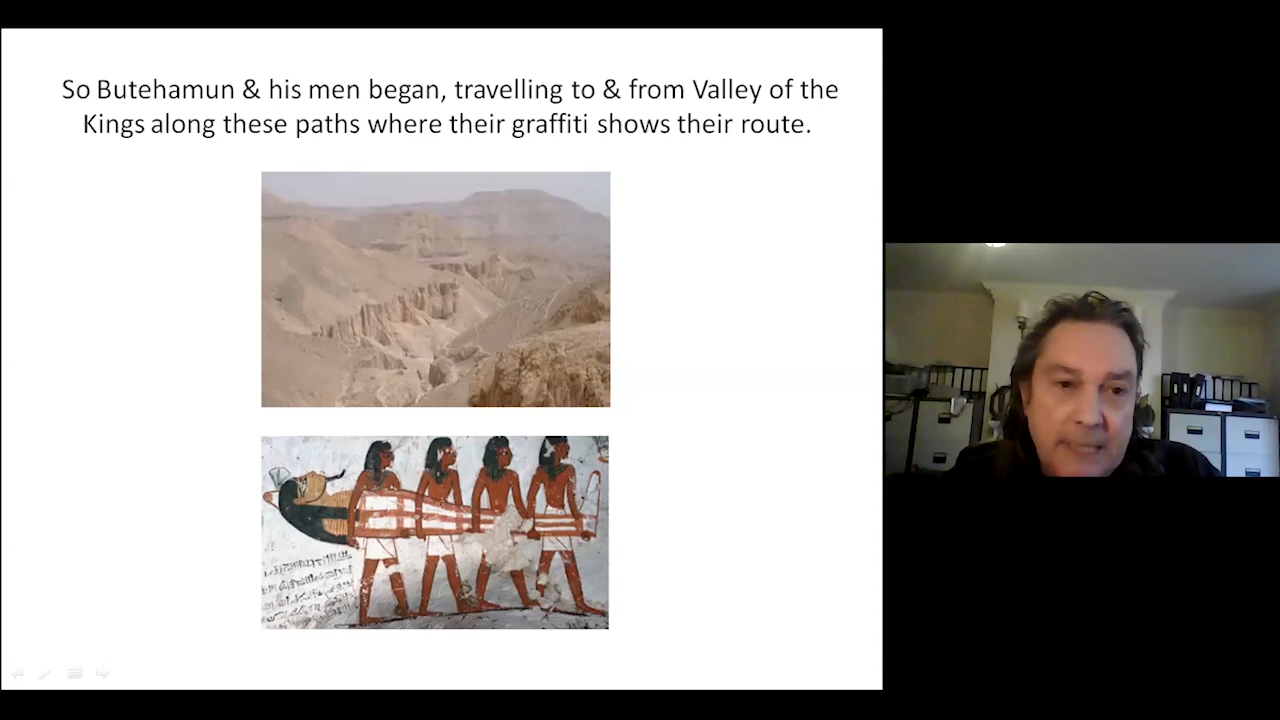 So Butehamun & his men began, travelling to & from Valley of the
Kings along these paths where their graffiti shows their route.